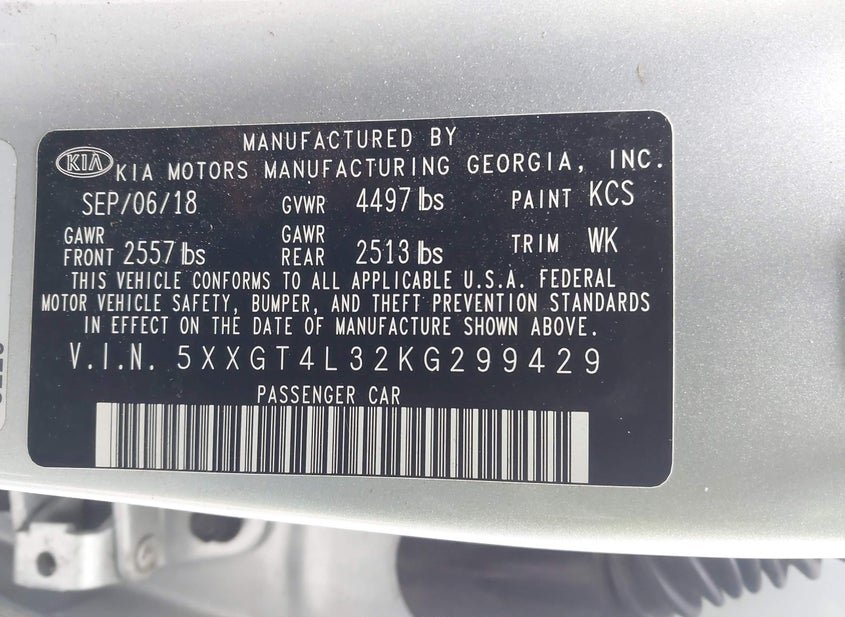 MANUFACTURED BY
KIA KIA MOTORS MANUFACTURING GEORGIA, INC.
SEP/06/18 GVWR 4497 lbs PAINT KCS
GAWR FRONT 2557 lbs GAWR REAR 2513 lbs TRIM WK
THIS VEHICLE CONFORMS TO ALL APPLICABLE U.S.A. FEDERAL
MOTOR VEHICLE SAFETY, BUMPER, AND THEFT PREVENTION STANDARDS
IN EFFECT ON THE DATE OF MANUFACTURE SHOWN ABOVE.
V.I.N. 5XXGT4L32KG299429
PASSENGER CAR